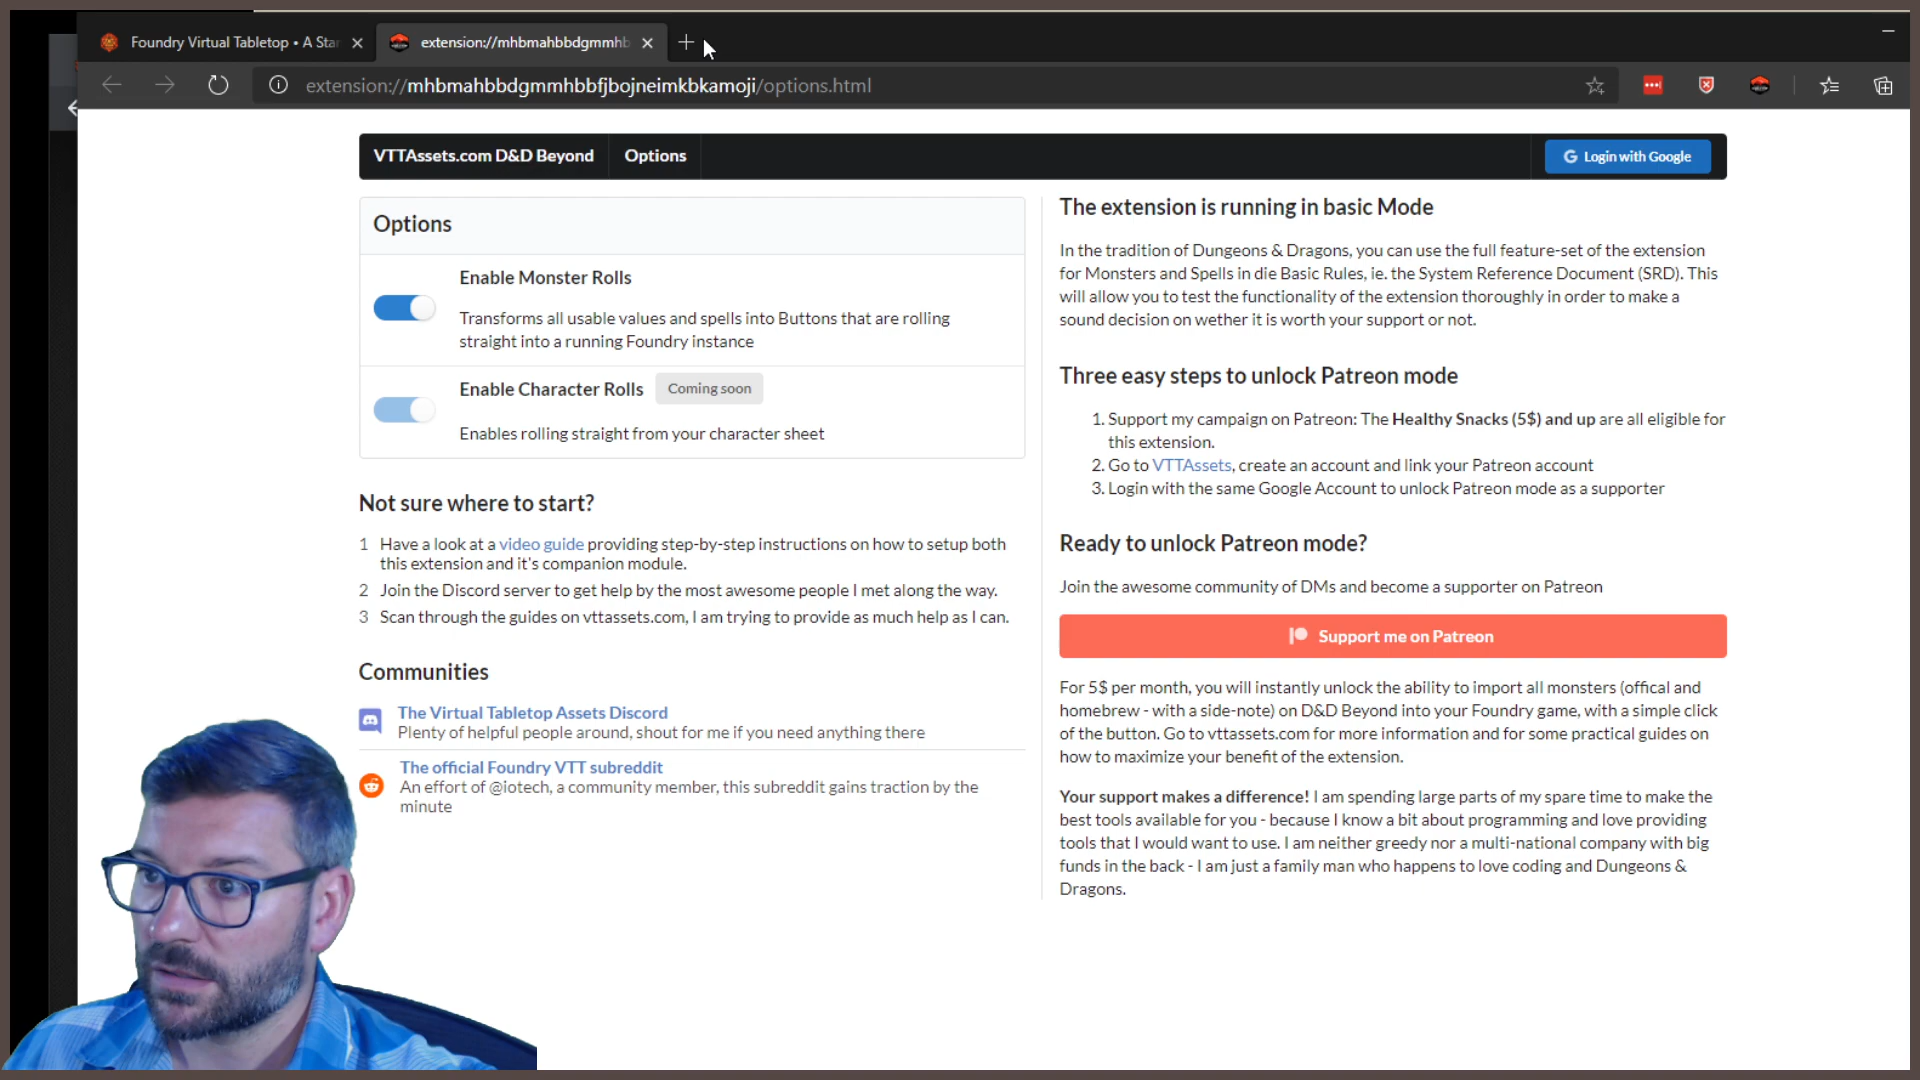 Foundry Virtual Tabletop • A Star
extension://mhbmahbbdgmmhb
extension://mhbmahbbdgmmhbbfjbojneimkbkamoji/options.html
VTTAssets.com D&D Beyond
Options
Login with Google
Options
Enable Monster Rolls
Transforms all usable values and spells into Buttons that are rolling
straight into a running Foundry instance
Enable Character Rolls
Coming soon
Enables rolling straight from your character sheet
Not sure where to start?
1 Have a look at a video guide providing step-by-step instructions on how to setup both
this extension and it's companion module.
2 Join the Discord server to get help by the most awesome people I met along the way.
3 Scan through the guides on vttassets.com, I am trying to provide as much help as I can.
Communities
The Virtual Tabletop Assets Discord
Plenty of helpful people around, shout for me if you need anything there
The official Foundry VTT subreddit
An effort of @iotech, a community member, this subreddit gains traction by the
minute
The extension is running in basic Mode
In the tradition of Dungeons & Dragons, you can use the full feature-set of the extension
for Monsters and Spells in die Basic Rules, ie. the System Reference Document (SRD). This
will allow you to test the functionality of the extension thoroughly in order to make a
sound decision on wether it is worth your support or not.
Three easy steps to unlock Patreon mode
1. Support my campaign on Patreon: The Healthy Snacks (5$) and up are all eligible for
this extension.
2. Go to VTTAssets, create an account and link your Patreon account
3. Login with the same Google Account to unlock Patreon mode as a supporter
Ready to unlock Patreon mode?
Join the awesome community of DMs and become a supporter on Patreon
Support me on Patreon
For 5$ per month, you will instantly unlock the ability to import all monsters (offical and
homebrew - with a side-note) on D&D Beyond into your Foundry game, with a simple click
of the button. Go to vttassets.com for more information and for some practical guides on
how to maximize your benefit of the extension.
Your support makes a difference! I am spending large parts of my spare time to make the
best tools available for you - because I know a bit about programming and love providing
tools that I would want to use. I am neither greedy nor a multi-national company with big
funds in the back - I am just a family man who happens to love coding and Dungeons &
Dragons.